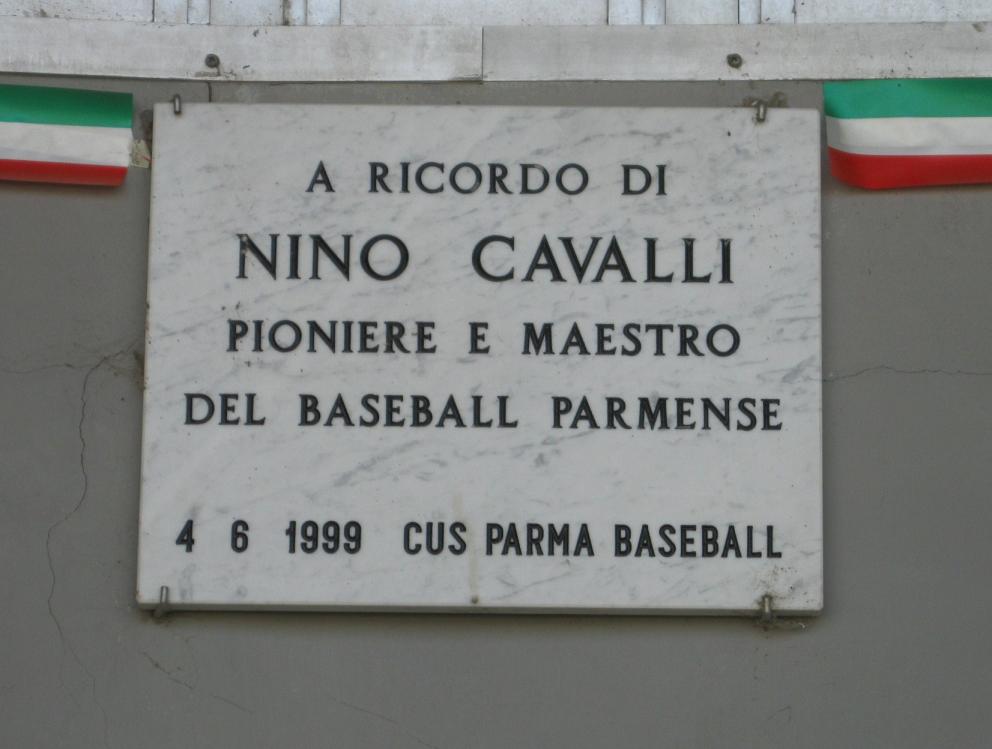 A RICORDO DI
NINO CAVALLI
PIONIERE E MAESTRO
DEL BASEBALL PARMENSE
4 6 1999 CUS PARMA BASEBALL